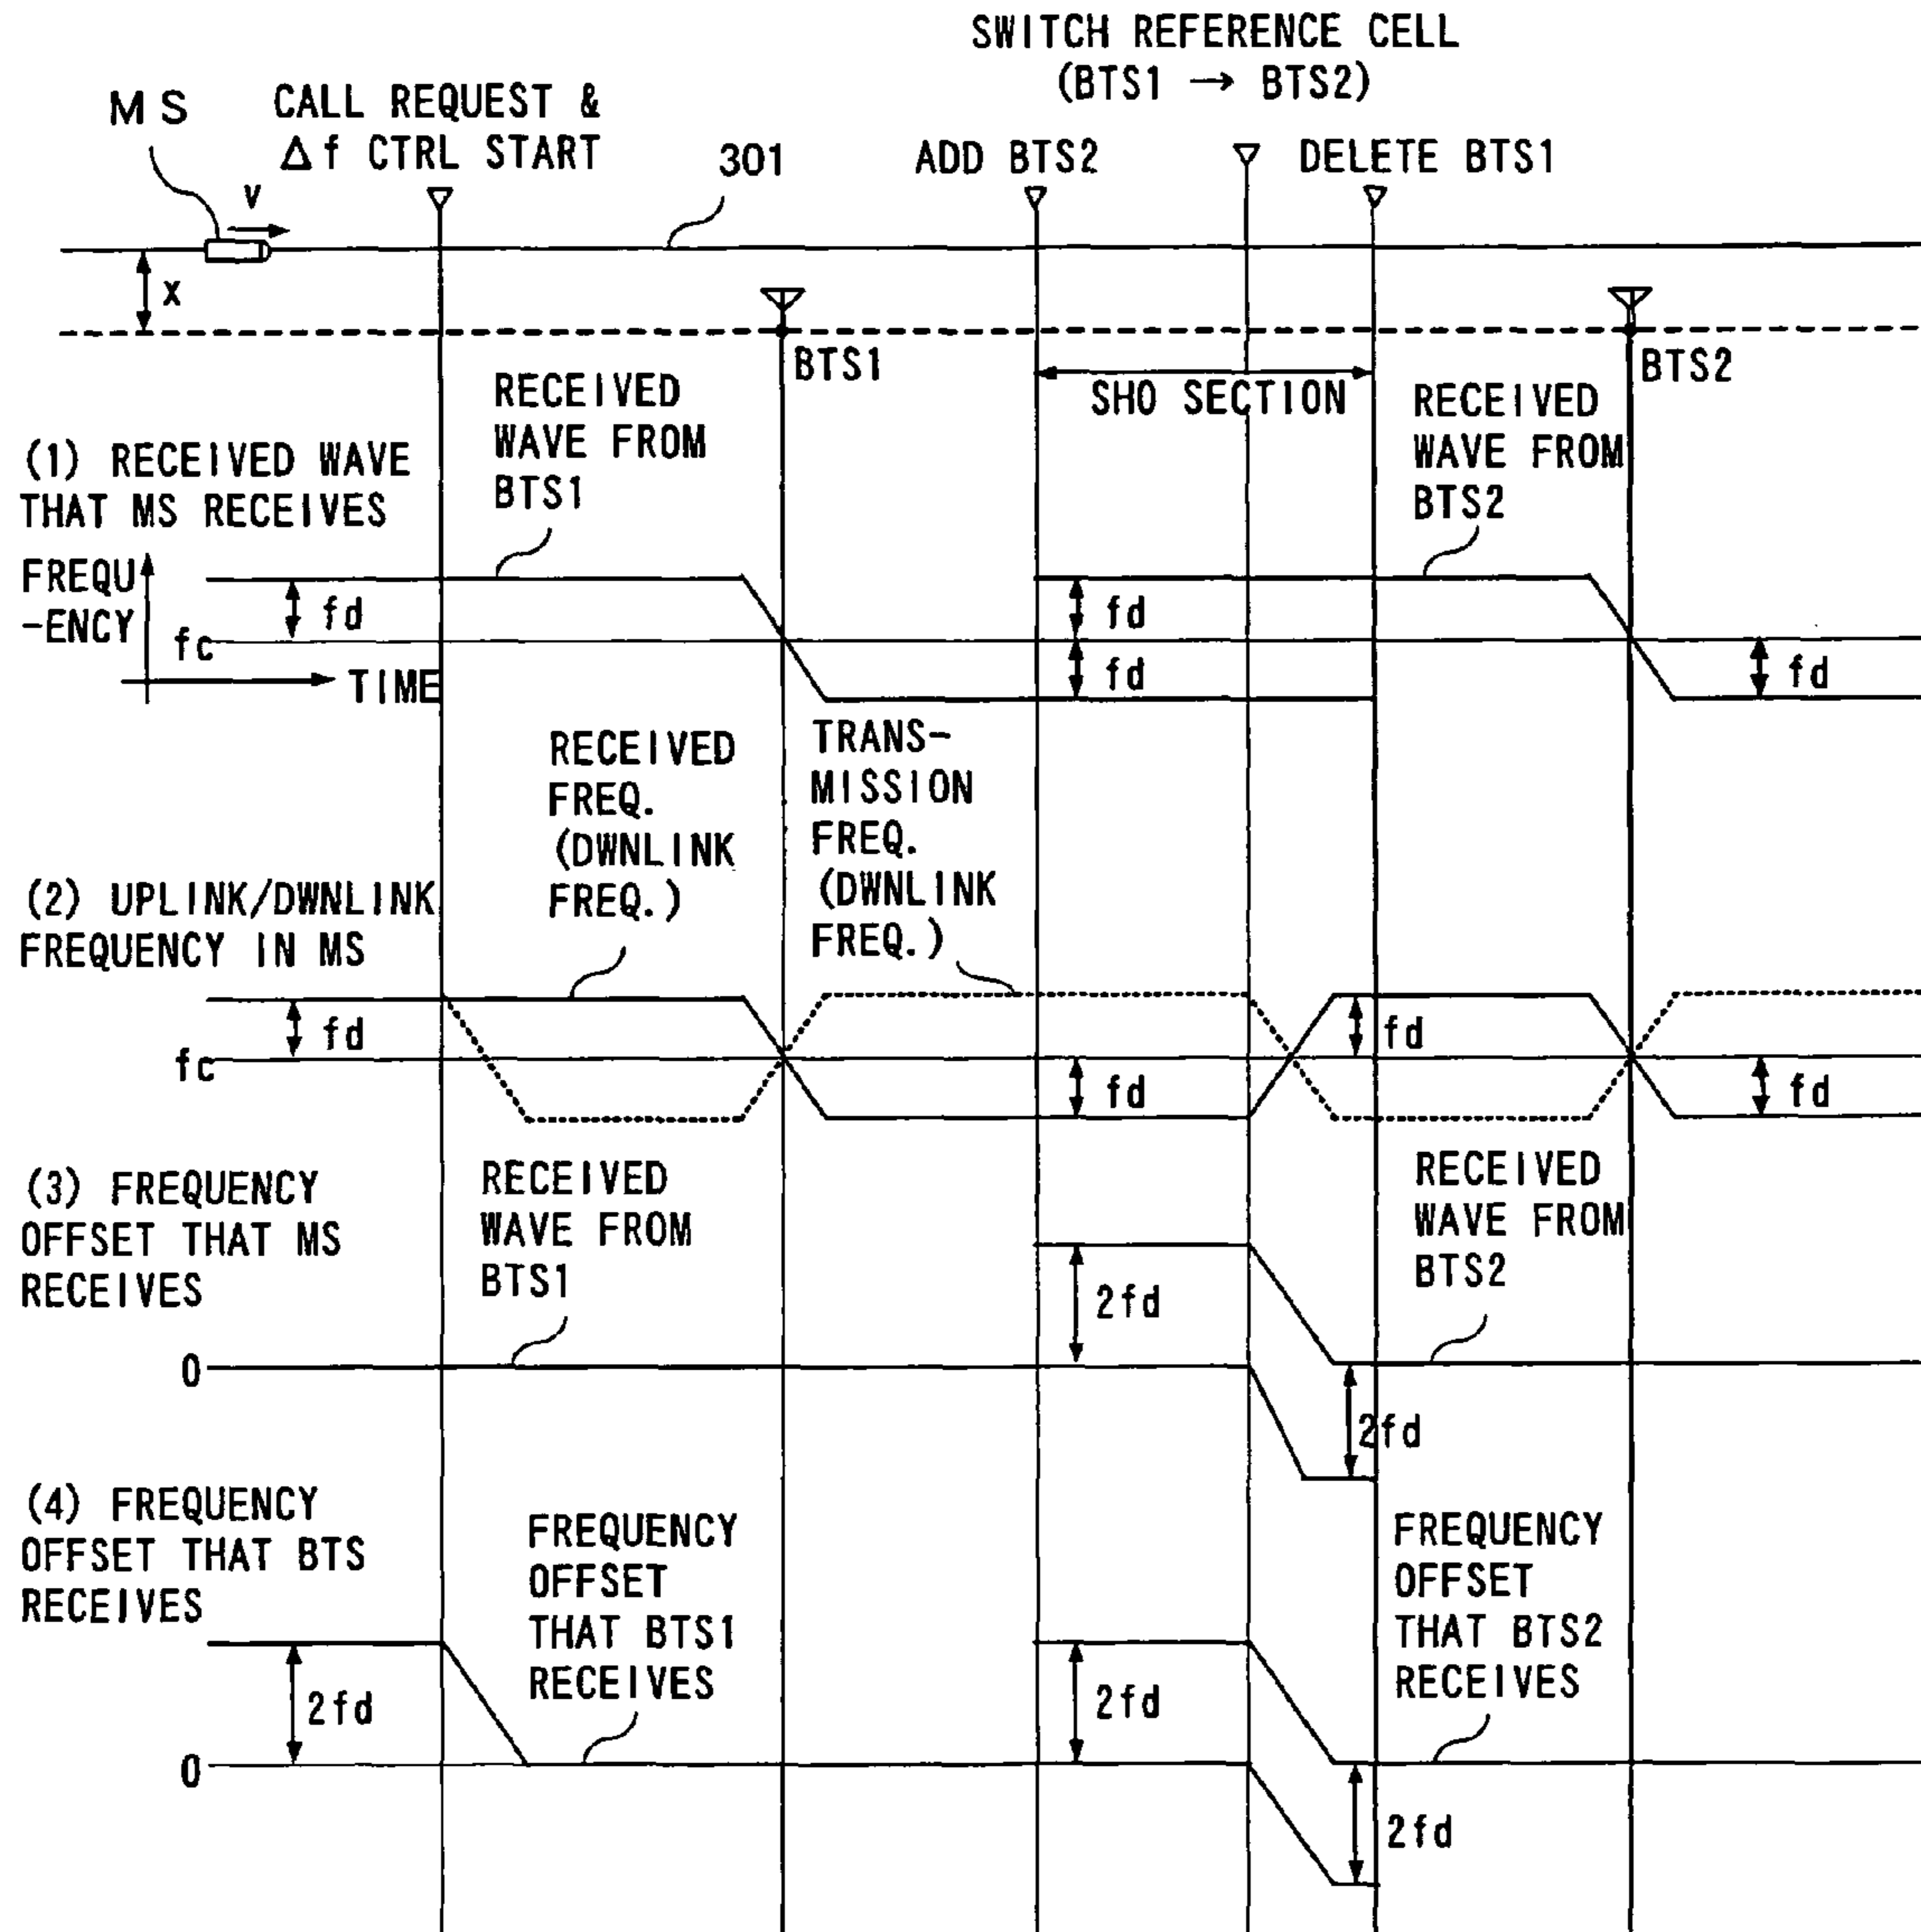 SWITCH REFERENCE CELL
(BTS1 → BTS2)
MS
CALL REQUEST &
Δf CTRL START
v
301
ADD BTS2
DELETE BTS1
x
BTS1
BTS2
SHO SECTION
RECEIVED
WAVE FROM
BTS1
RECEIVED
WAVE FROM
BTS2
(1) RECEIVED WAVE
THAT MS RECEIVES
FREQU
-ENCY
fc
fd
fd
fd
fd
TIME
RECEIVED
FREQ.
(DWNLINK
FREQ.)
TRANS-
MISSION
FREQ.
(DWNLINK
FREQ.)
(2) UPLINK/DWNLINK
FREQUENCY IN MS
fc
fd
fd
fd
fd
(3) FREQUENCY
OFFSET THAT MS
RECEIVES
RECEIVED
WAVE FROM
BTS1
RECEIVED
WAVE FROM
BTS2
2fd
0
2fd
(4) FREQUENCY
OFFSET THAT BTS
RECEIVES
FREQUENCY
OFFSET
THAT BTS1
RECEIVES
FREQUENCY
OFFSET
THAT BTS2
RECEIVES
2fd
2fd
0
2fd